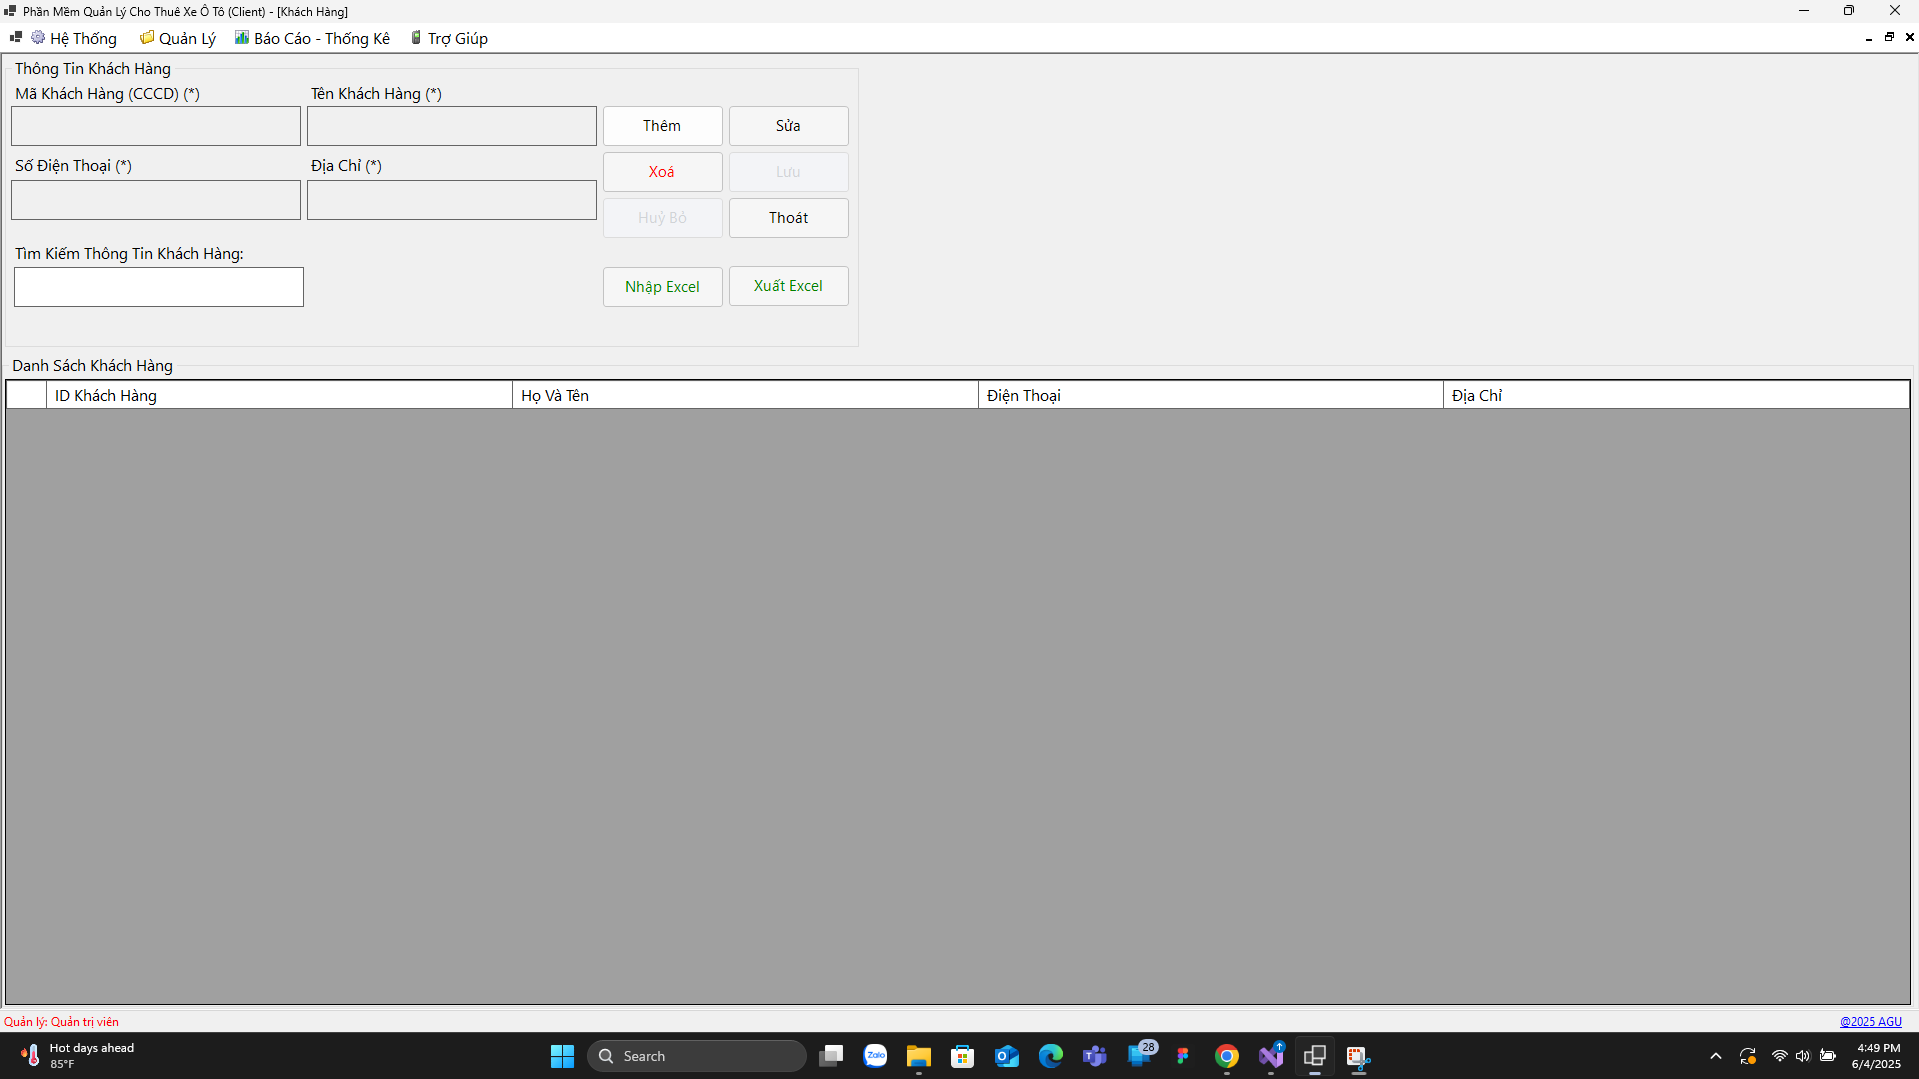 Phần Mềm Quản Lý Cho Thuê Xe Ô Tô (Client) - [Khách Hàng]
Hệ Thống Quản Lý Báo Cáo - Thống Kê Trợ Giúp
Thông Tin Khách Hàng
Mã Khách Hàng (CCCD) (*) Tên Khách Hàng (*)
Thêm Sửa
Số Điện Thoại (*) Địa Chỉ (*)
Xoá Lưu
Huỷ Bỏ Thoát
Tìm Kiếm Thông Tin Khách Hàng:
Nhập Excel Xuất Excel
Danh Sách Khách Hàng
ID Khách Hàng Họ Và Tên Điện Thoại Địa Chỉ
Quản lý: Quản trị viên @2025 AGU
Hot days ahead
85°F
Search
Zalo
28
4:49 PM
6/4/2025